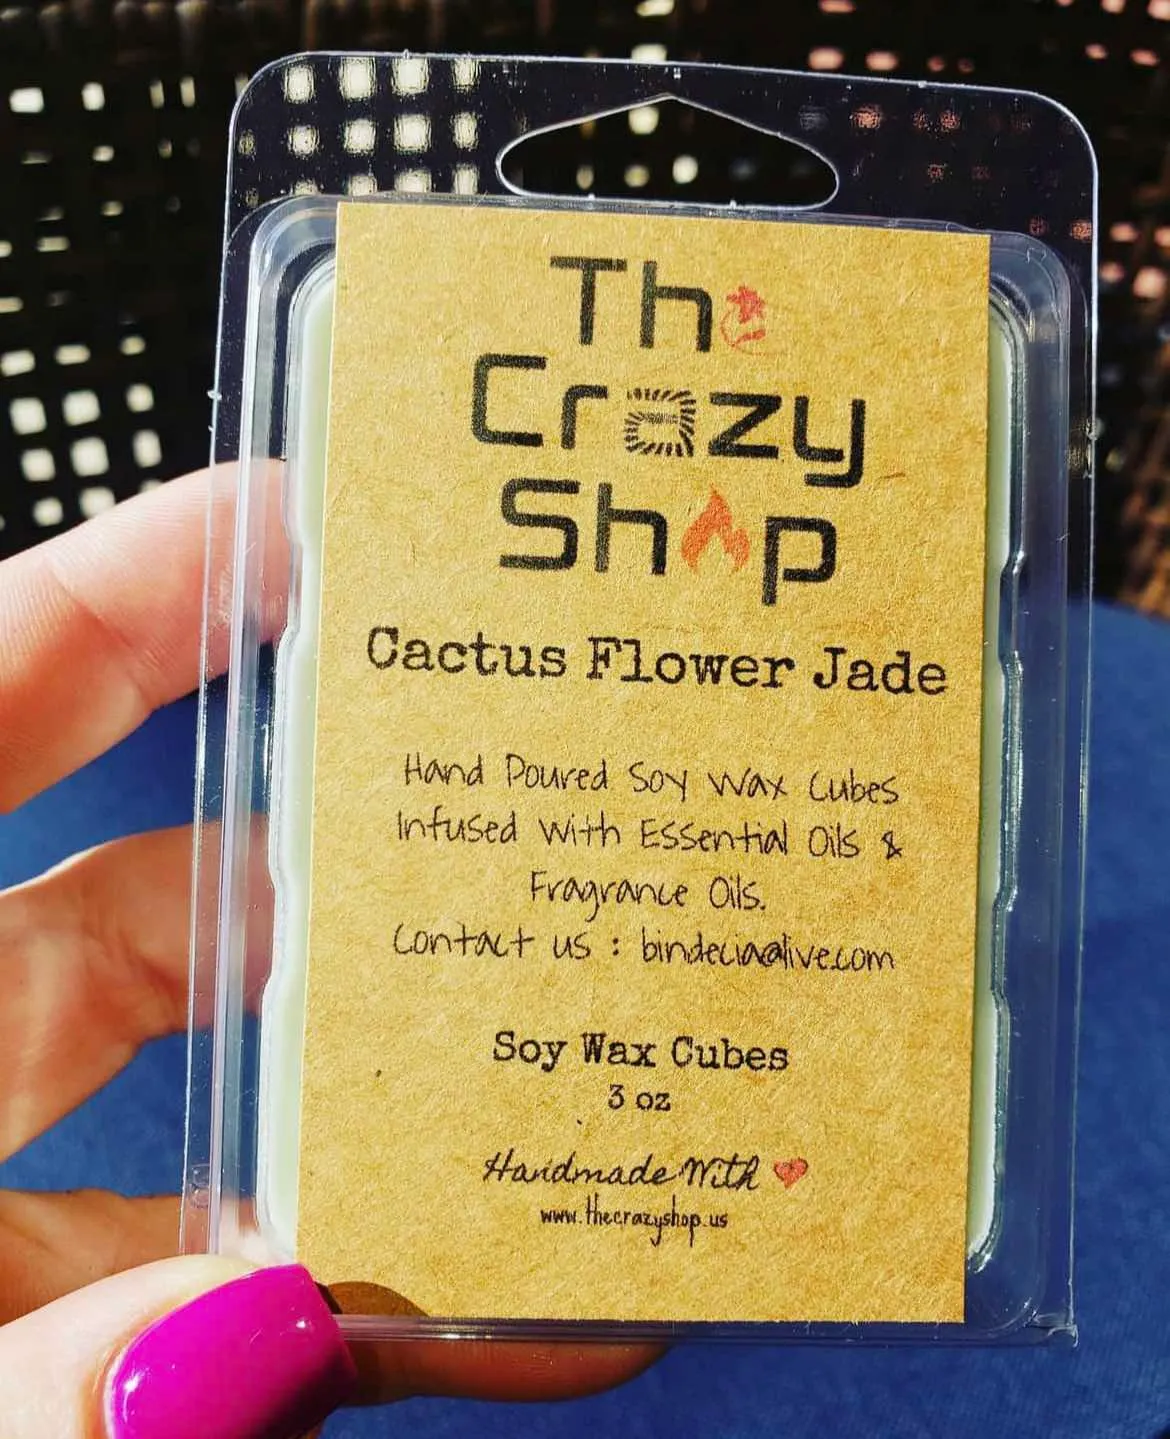 The
Crazy
Shop
Cactus Flower Jade
Hand Poured Soy Wax Cubes
Infused With Essential Oils &
Fragrance Oils.
Contact us : bindecia@live.com
Soy Wax Cubes
3 oz
Handmade With ❤
www.thecrazyshop.us